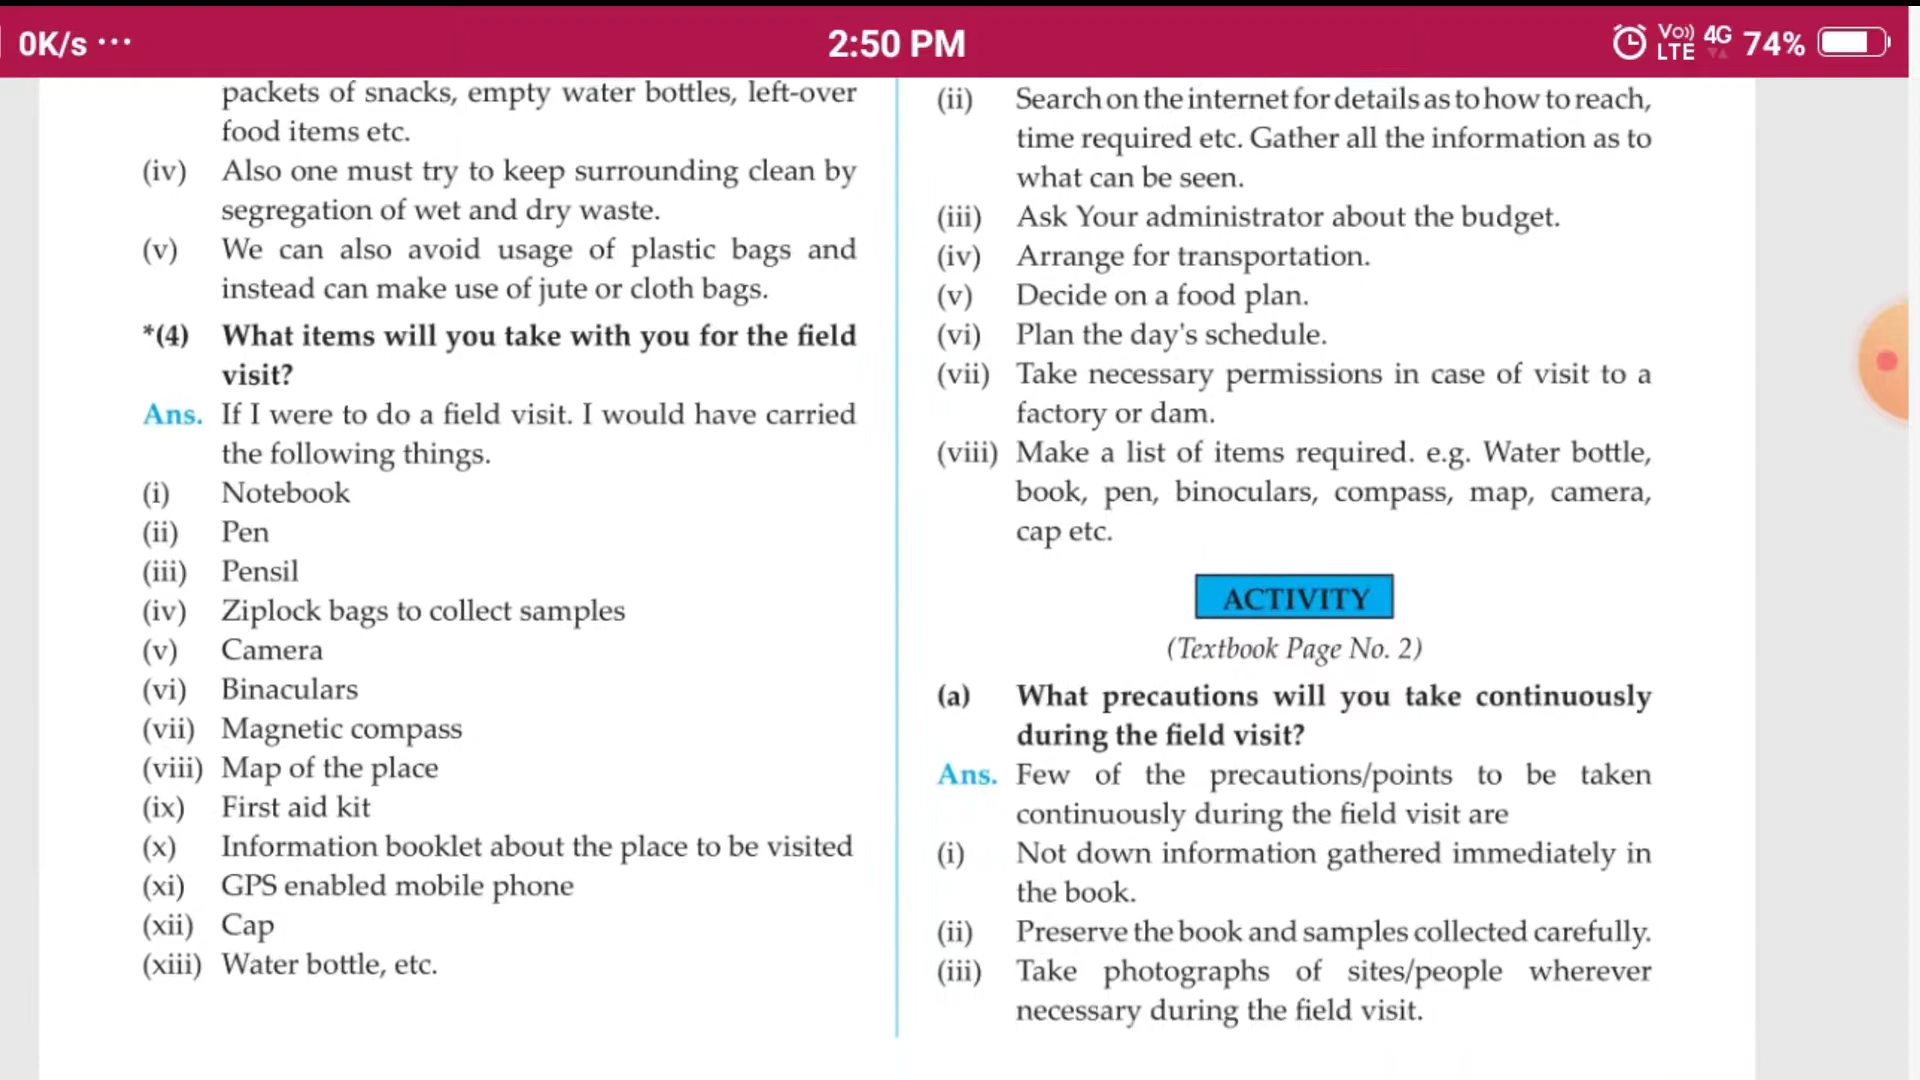 0K/s ...
2:50 PM
Vo)) LTE 4G 74%
packets of snacks, empty water bottles, left-over
food items etc.
(iv) Also one must try to keep surrounding clean by
segregation of wet and dry waste.
(v) We can also avoid usage of plastic bags and
instead can make use of jute or cloth bags.
*(4) What items will you take with you for the field
visit?
Ans. If I were to do a field visit. I would have carried
the following things.
(i) Notebook
(ii) Pen
(iii) Pensil
(iv) Ziplock bags to collect samples
(v) Camera
(vi) Binaculars
(vii) Magnetic compass
(viii) Map of the place
(ix) First aid kit
(x) Information booklet about the place to be visited
(xi) GPS enabled mobile phone
(xii) Cap
(xiii) Water bottle, etc.
(ii) Search on the internet for details as to how to reach,
time required etc. Gather all the information as to
what can be seen.
(iii) Ask Your administrator about the budget.
(iv) Arrange for transportation.
(v) Decide on a food plan.
(vi) Plan the day's schedule.
(vii) Take necessary permissions in case of visit to a
factory or dam.
(viii) Make a list of items required. e.g. Water bottle,
book, pen, binoculars, compass, map, camera,
cap etc.
ACTIVITY
(Textbook Page No. 2)
(a) What precautions will you take continuously
during the field visit?
Ans. Few of the precautions/points to be taken
continuously during the field visit are
(i) Not down information gathered immediately in
the book.
(ii) Preserve the book and samples collected carefully.
(iii) Take photographs of sites/people wherever
necessary during the field visit.